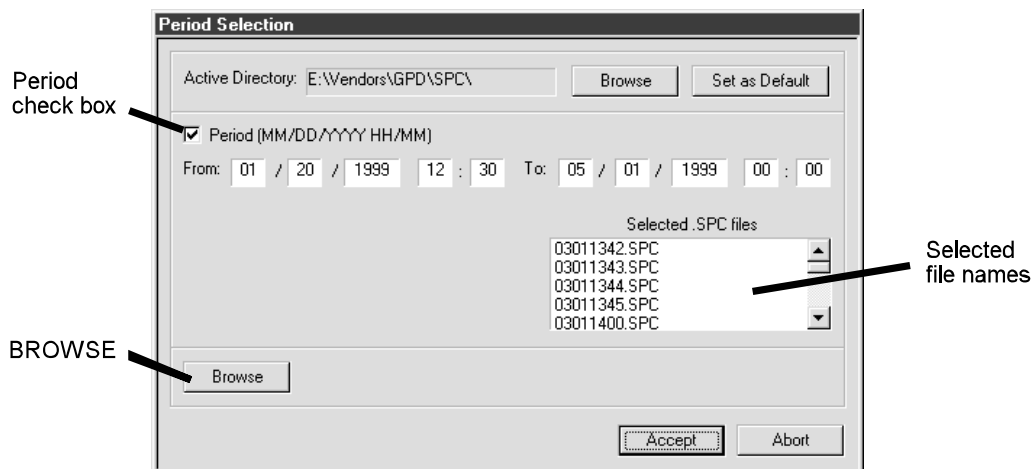 Period Selection
Active Directory: E:\Vendors\GPD\SPC\ Browse Set as Default
Period
check box
Period (MM/DD/YYYY HH/MM)
From: 01 / 20 / 1999 12 : 30 To: 05 / 01 / 1999 00 : 00
Selected .SPC files
03011342.SPC
03011343.SPC
03011344.SPC
03011345.SPC
03011400.SPC
Selected
file names
BROWSE
Browse
Accept Abort